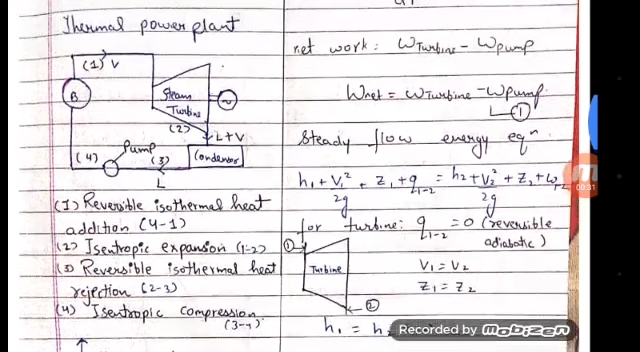 Thermal power plant
(1) V
B
Steam
Turbine
(2)
L+V
Pump
(4)
(3)
Condensor
L
(1) Reversible isothermal heat
addition (4-1)
(2) Isentropic expansion (1-2)
(3) Reversible isothermal heat
rejection (2-3)
(4) Isentropic compression
(3-4)
net work: WTurbine - Wpump
Wnet = WTurbine - Wpump
①
Steady flow energy eqⁿ
h₁ + V₁²/2g + Z₁ + q₁₋₂ = h₂ + V₂²/2g + Z₂ + W₁₋₂
for turbine: q₁₋₂ = 0 (reversible
adiabatic)
①
Turbine
②
V₁ = V₂
Z₁ = Z₂
h₁ =
00:31
Recorded by mobizen